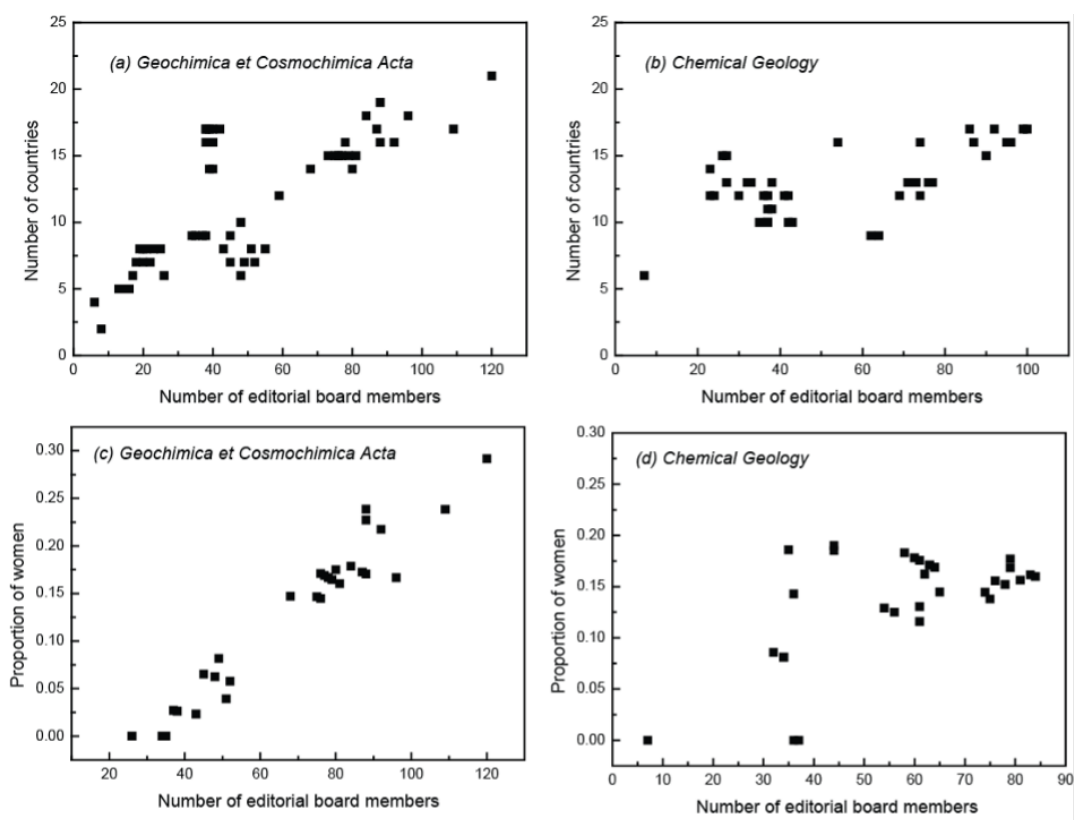 (a) Geochimica et Cosmochimica Acta
25
20
15
10
5
0
Number of countries
0 20 40 60 80 100 120
Number of editorial board members
(b) Chemical Geology
25
20
15
10
5
0
Number of countries
0 20 40 60 80 100
Number of editorial board members
(c) Geochimica et Cosmochimica Acta
0.30
0.25
0.20
0.15
0.10
0.05
0.00
Proportion of women
20 40 60 80 100 120
Number of editorial board members
(d) Chemical Geology
0.30
0.25
0.20
0.15
0.10
0.05
0.00
Proportion of women
0 10 20 30 40 50 60 70 80 90
Number of editorial board members